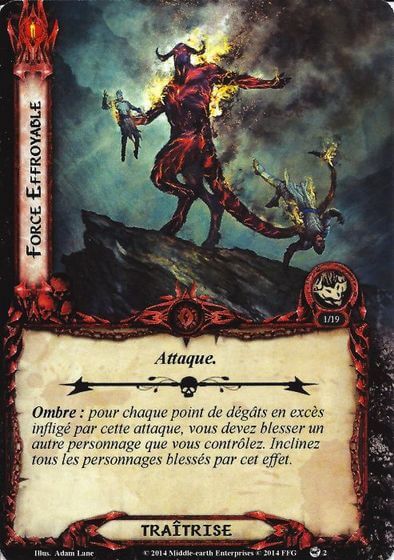 FORCE EFFROYABLE
1/19
Attaque.
Ombre : pour chaque point de dégâts en excès
infligé par cette attaque, vous devez blesser un
autre personnage que vous contrôlez. Inclinez
tous les personnages blessés par cet effet.
TRAÎTRISE
Illus. Adam Lane © 2014 Middle-earth Enterprises © 2014 FFG 2